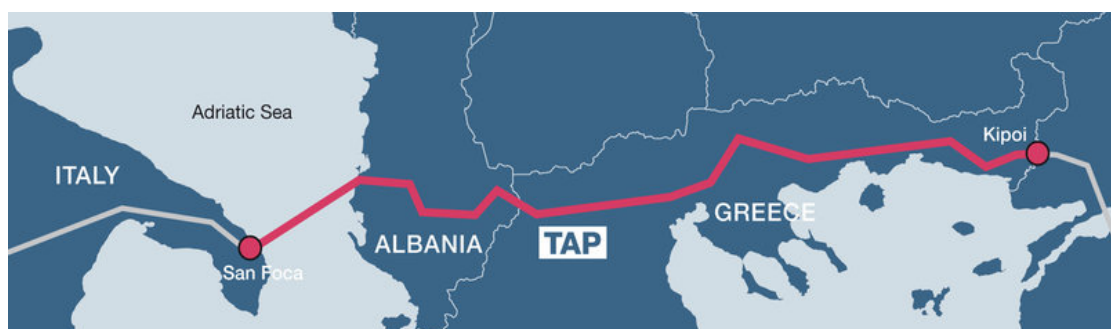 Adriatic Sea
Kipoi
ITALY
GREECE
ALBANIA
TAP
San Foca